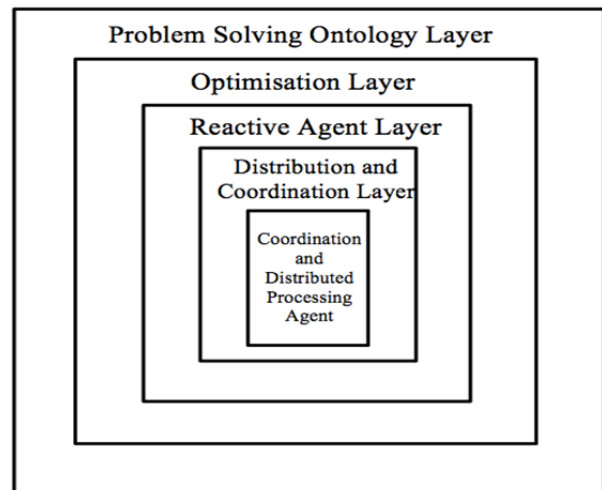 Problem Solving Ontology Layer
Optimisation Layer
Reactive Agent Layer
Distribution and
Coordination Layer
Coordination
and
Distributed
Processing
Agent